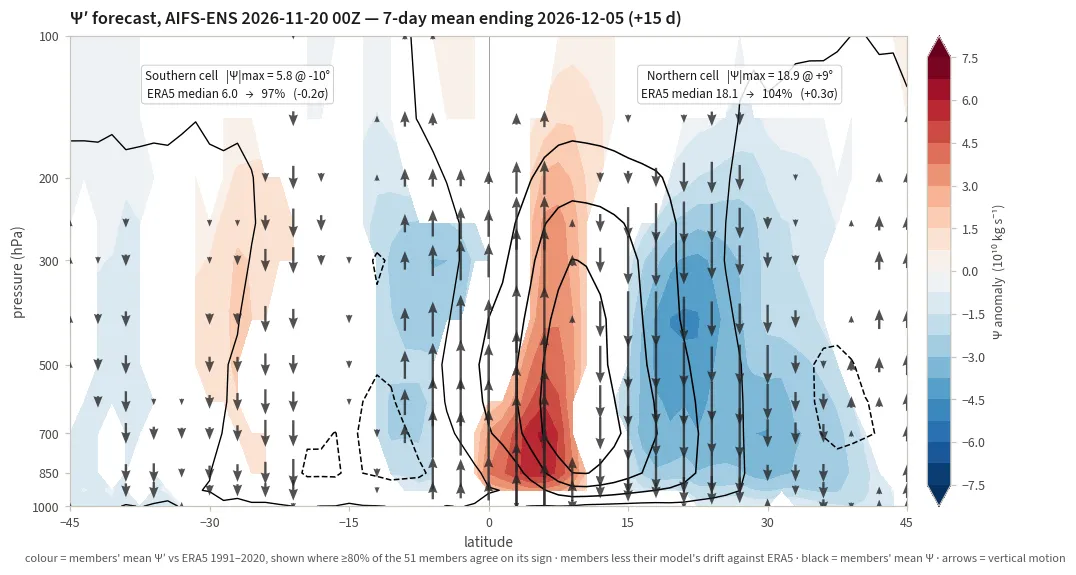 Ψ′ forecast, AIFS-ENS 2026-11-20 00Z — 7-day mean ending 2026-12-05 (+15 d)
Southern cell |Ψ|max = 5.8 @ -10°
ERA5 median 6.0 → 97% (-0.2σ)
Northern cell |Ψ|max = 18.9 @ +9°
ERA5 median 18.1 → 104% (+0.3σ)
pressure (hPa)
100
200
300
500
700
850
1000
−45
−30
−15
0
15
30
45
latitude
7.5
6.0
4.5
3.0
1.5
0.0
−1.5
−3.0
−4.5
−6.0
−7.5
Ψ anomaly (10¹⁰ kg s⁻¹)
colour = members' mean Ψ′ vs ERA5 1991–2020, shown where ≥80% of the 51 members agree on its sign · members less their model's drift against ERA5 · black = members' mean Ψ · arrows = vertical motion